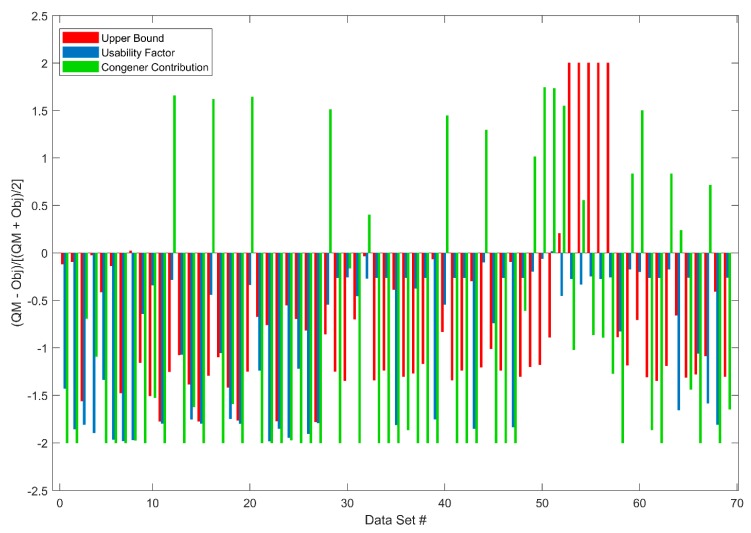 2.5
2
1.5
1
0.5
0
-0.5
-1
-1.5
-2
-2.5
(QM - Obj)/[(QM + Obj)/2]
Upper Bound
Usability Factor
Congener Contribution
0 10 20 30 40 50 60 70
Data Set #